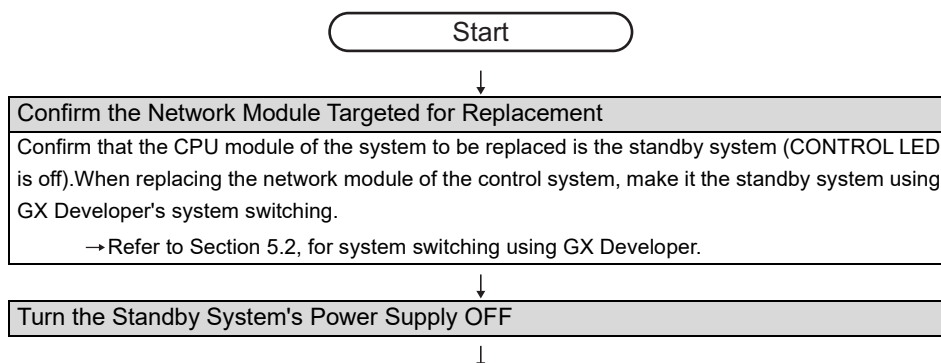 Start
Confirm the Network Module Targeted for Replacement
Confirm that the CPU module of the system to be replaced is the standby system (CONTROL LED
is off).When replacing the network module of the control system, make it the standby system using
GX Developer's system switching.
→Refer to Section 5.2, for system switching using GX Developer.
Turn the Standby System's Power Supply OFF